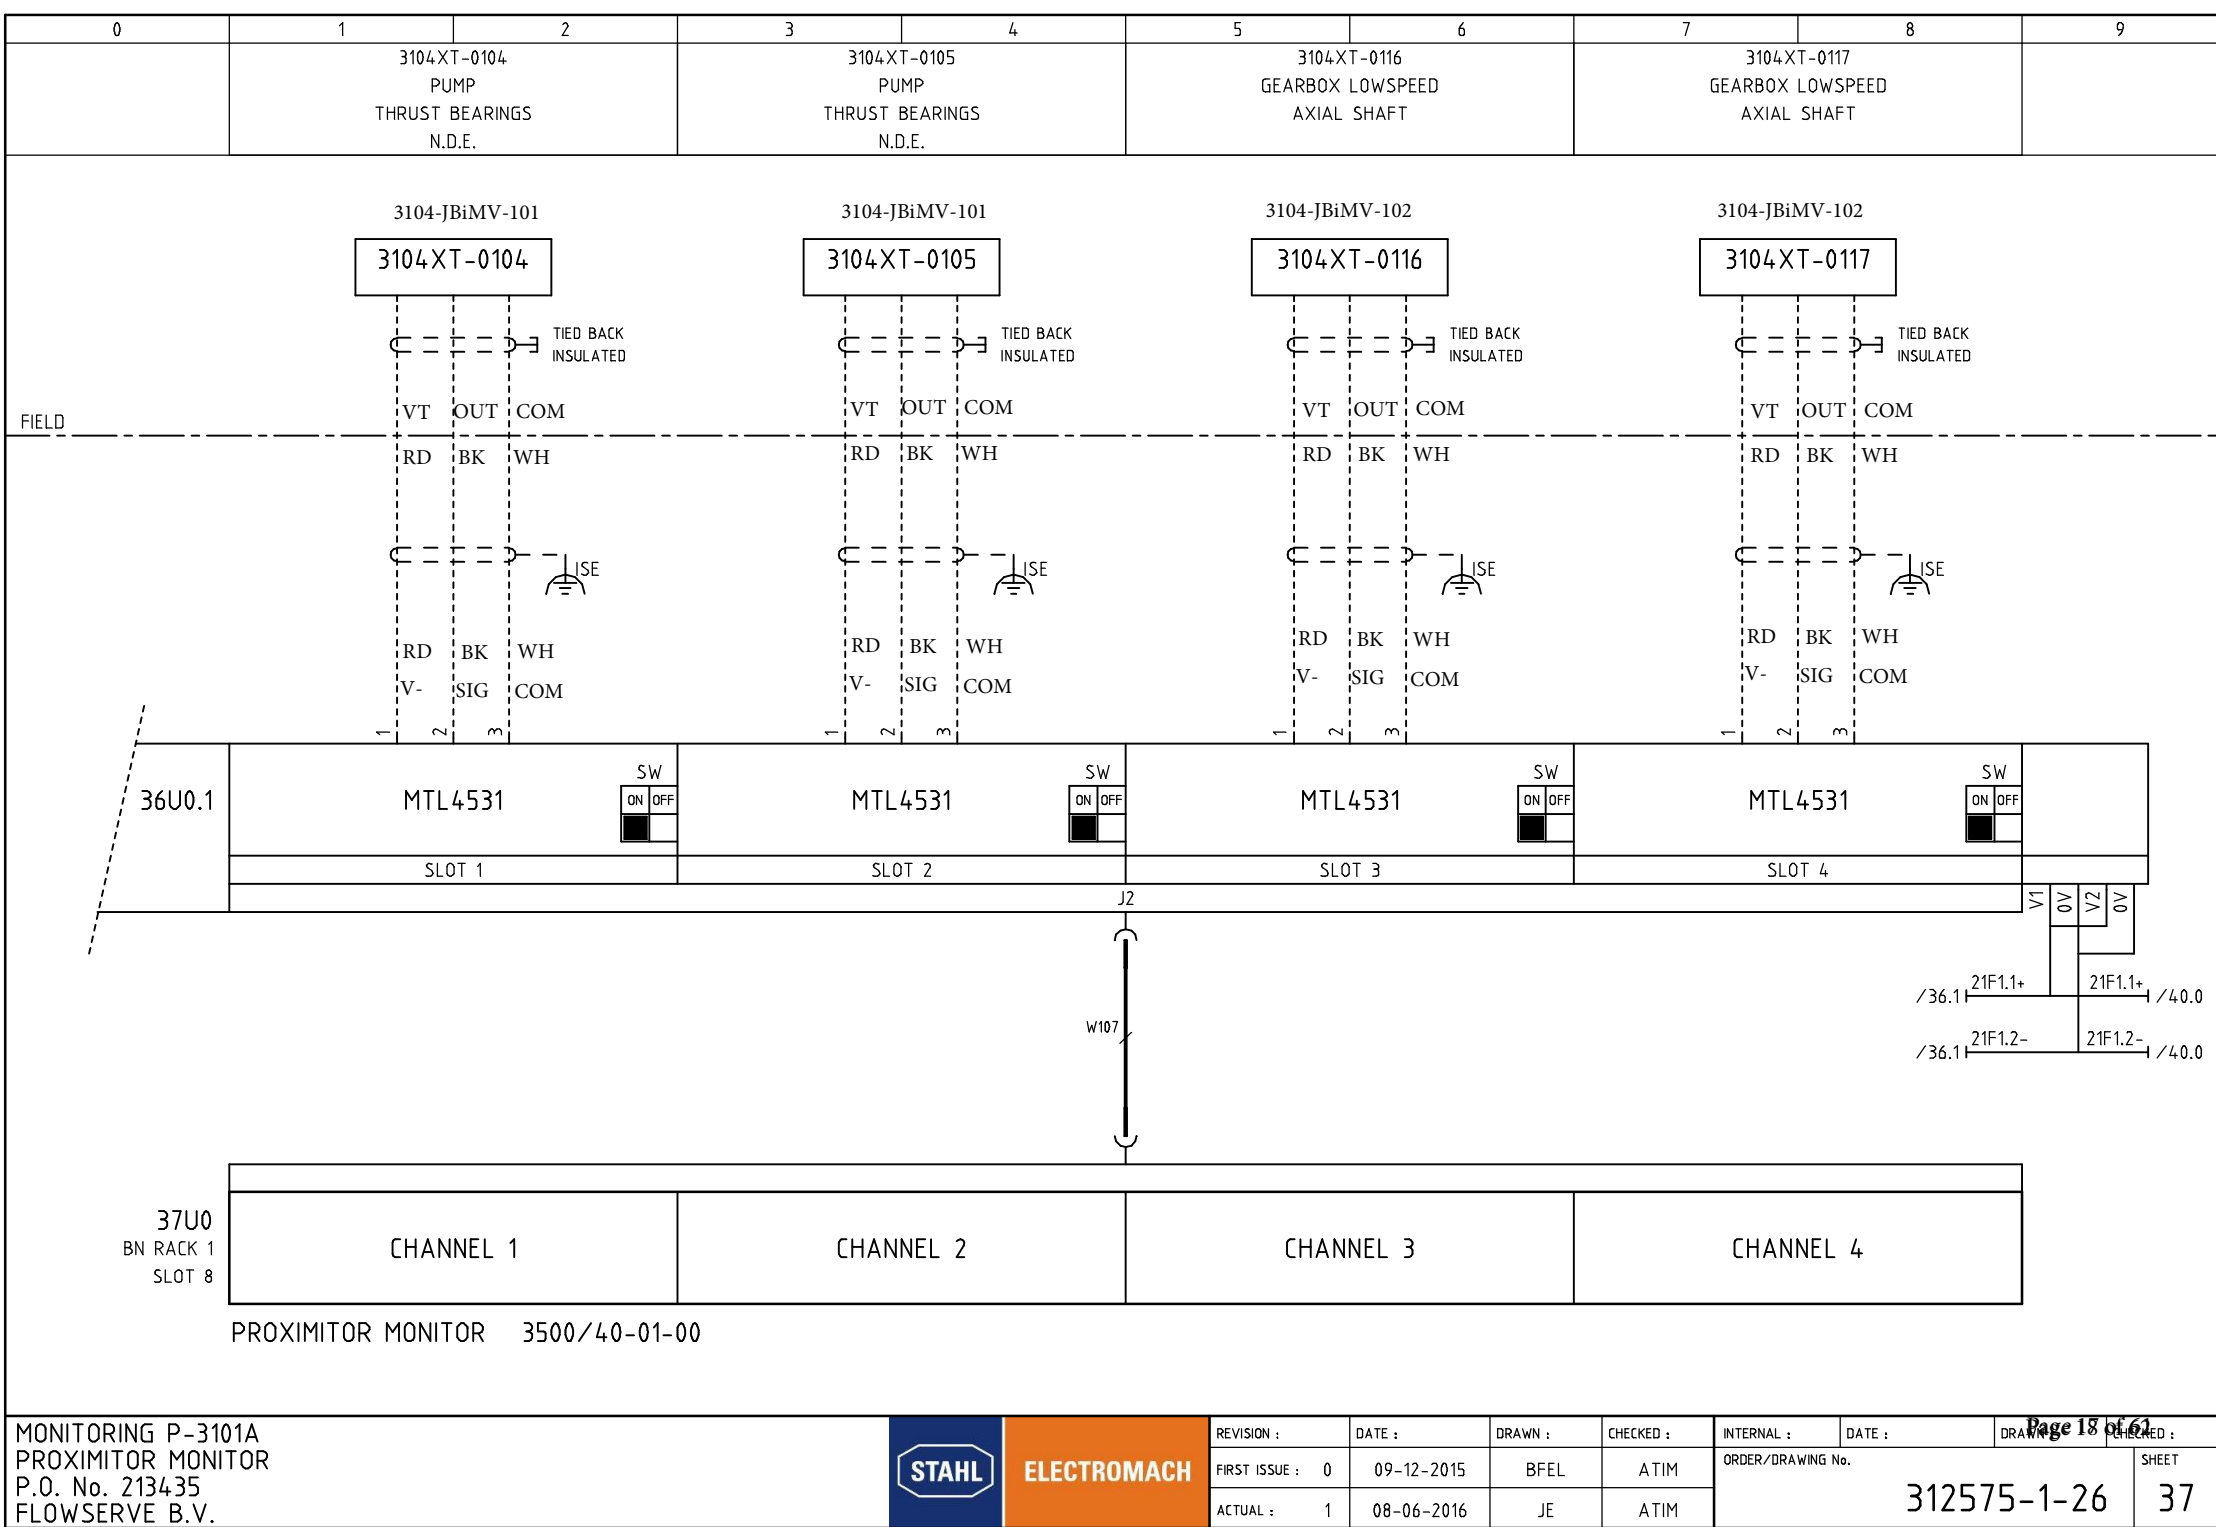 0 1 2 3 4 5 6 7 8 9
3104XT-0104 3104XT-0105 3104XT-0116 3104XT-0117
PUMP PUMP GEARBOX LOWSPEED GEARBOX LOWSPEED
THRUST BEARINGS THRUST BEARINGS AXIAL SHAFT AXIAL SHAFT
N.D.E. N.D.E.
3104-JBiMV-101 3104-JBiMV-101 3104-JBiMV-102 3104-JBiMV-102
3104XT-0104 3104XT-0105 3104XT-0116 3104XT-0117
TIED BACK TIED BACK TIED BACK TIED BACK
INSULATED INSULATED INSULATED INSULATED
VT OUT COM VT OUT COM VT OUT COM VT OUT COM
FIELD
RD BK WH RD BK WH RD BK WH RD BK WH
ISE ISE ISE ISE
RD BK WH RD BK WH RD BK WH RD BK WH
V- SIG COM V- SIG COM V- SIG COM V- SIG COM
1 2 3 1 2 3 1 2 3 1 2 3
SW SW SW SW
36U0.1 MTL4531 ON OFF MTL4531 ON OFF MTL4531 ON OFF MTL4531 ON OFF
SLOT 1 SLOT 2 SLOT 3 SLOT 4
J2 V1 0V V2 0V
/36.1 21F1.1+ 21F1.1+ /40.0
W107
/36.1 21F1.2- 21F1.2- /40.0
37U0
BN RACK 1
SLOT 8
CHANNEL 1 CHANNEL 2 CHANNEL 3 CHANNEL 4
PROXIMITOR MONITOR 3500/40-01-00
MONITORING P-3101A
PROXIMITOR MONITOR
P.O. No. 213435
FLOWSERVE B.V.
STAHL ELECTROMACH
REVISION : DATE : DRAWN : CHECKED :
FIRST ISSUE : 0 09-12-2015 BFEL ATIM
ACTUAL : 1 08-06-2016 JE ATIM
INTERNAL : DATE :
ORDER/DRAWING No. SHEET
312575-1-26 37